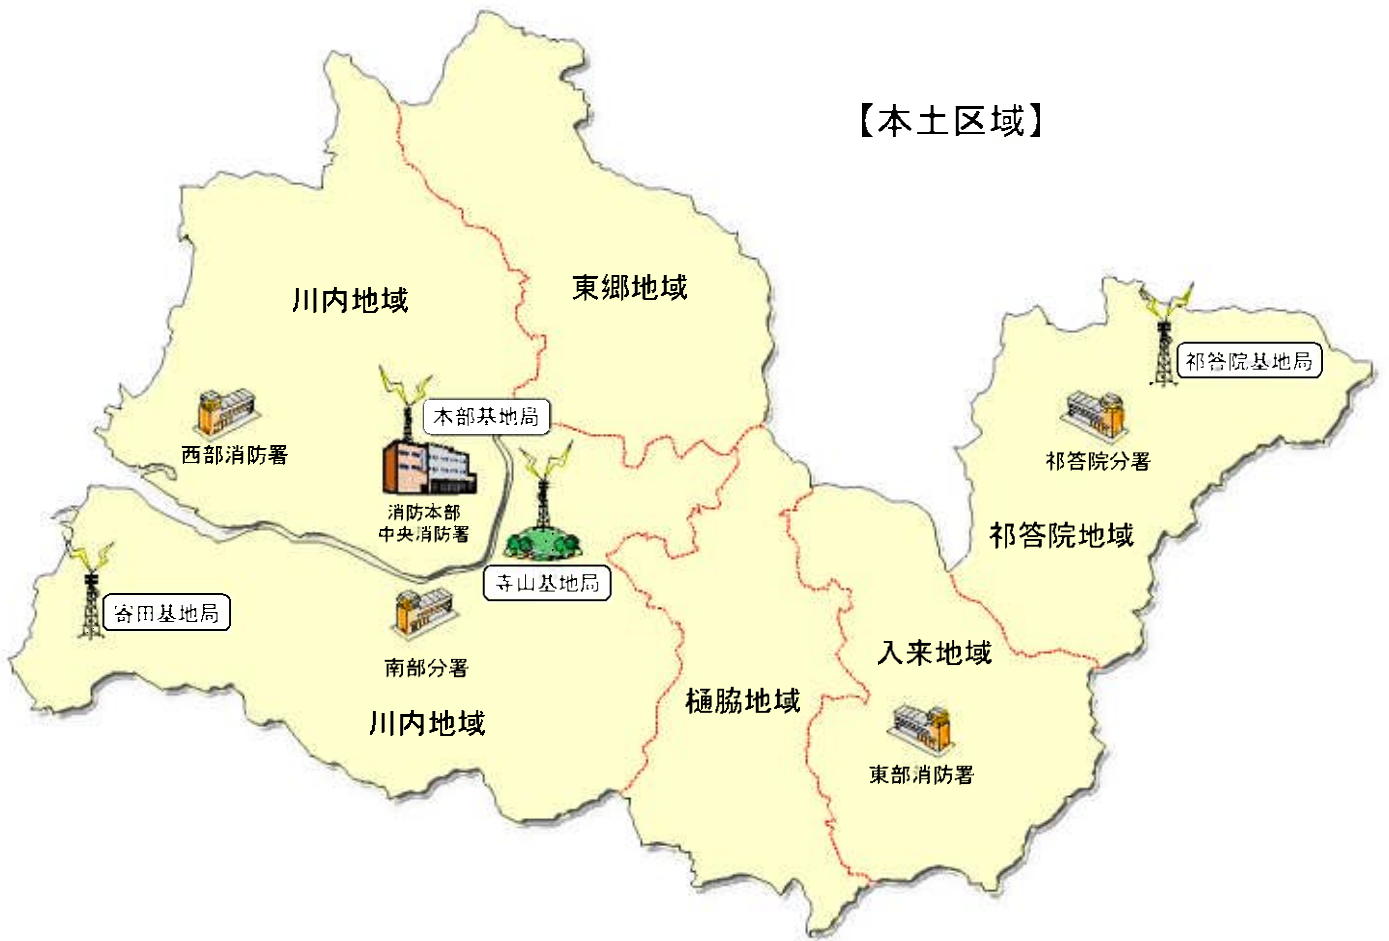 【本土区域】
東郷地域
川内地域
祁答院基地局
本部基地局
西部消防署
祁答院分署
消防本部
中央消防署
祁答院地域
寺山基地局
寄田基地局
南部分署
入来地域
樋脇地域
川内地域
東部消防署